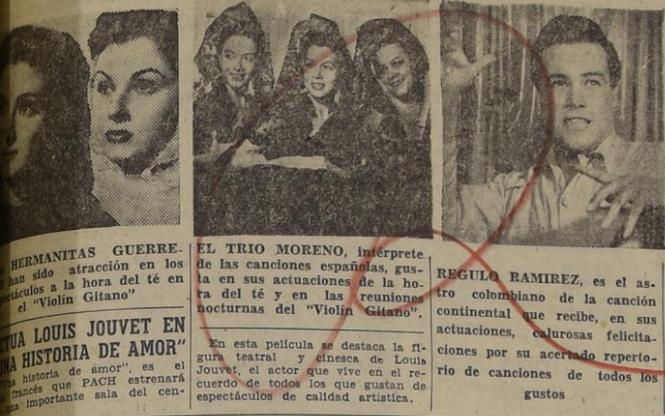 HERMANITAS GUERRE-
han sido atracción en los
a la hora del té en
el "Violín Gitano"
EL TRIO MORENO, intérprete
de las canciones españolas, gus-
ta en sus actuaciones de la ho-
ra del té y en las reuniones
nocturnas del "Violín Gitano".
REGULO RAMIREZ, es el as-
tro colombiano de la canción
continental que recibe, en sus
actuaciones, calurosas felicita-
ciones por su acertado reperto-
rio de canciones de todos los
gustos
LOUIS JOUVET EN
HISTORIA DE AMOR"
historia de amor", es el
francés que PACH estrenará
importante sala del cen-
En esta película se destaca la fi-
gura teatral y cinesca de Louis
Jouvet, el actor que vive en el re-
cuerdo de todos los que gustan de
espectáculos de calidad artística.